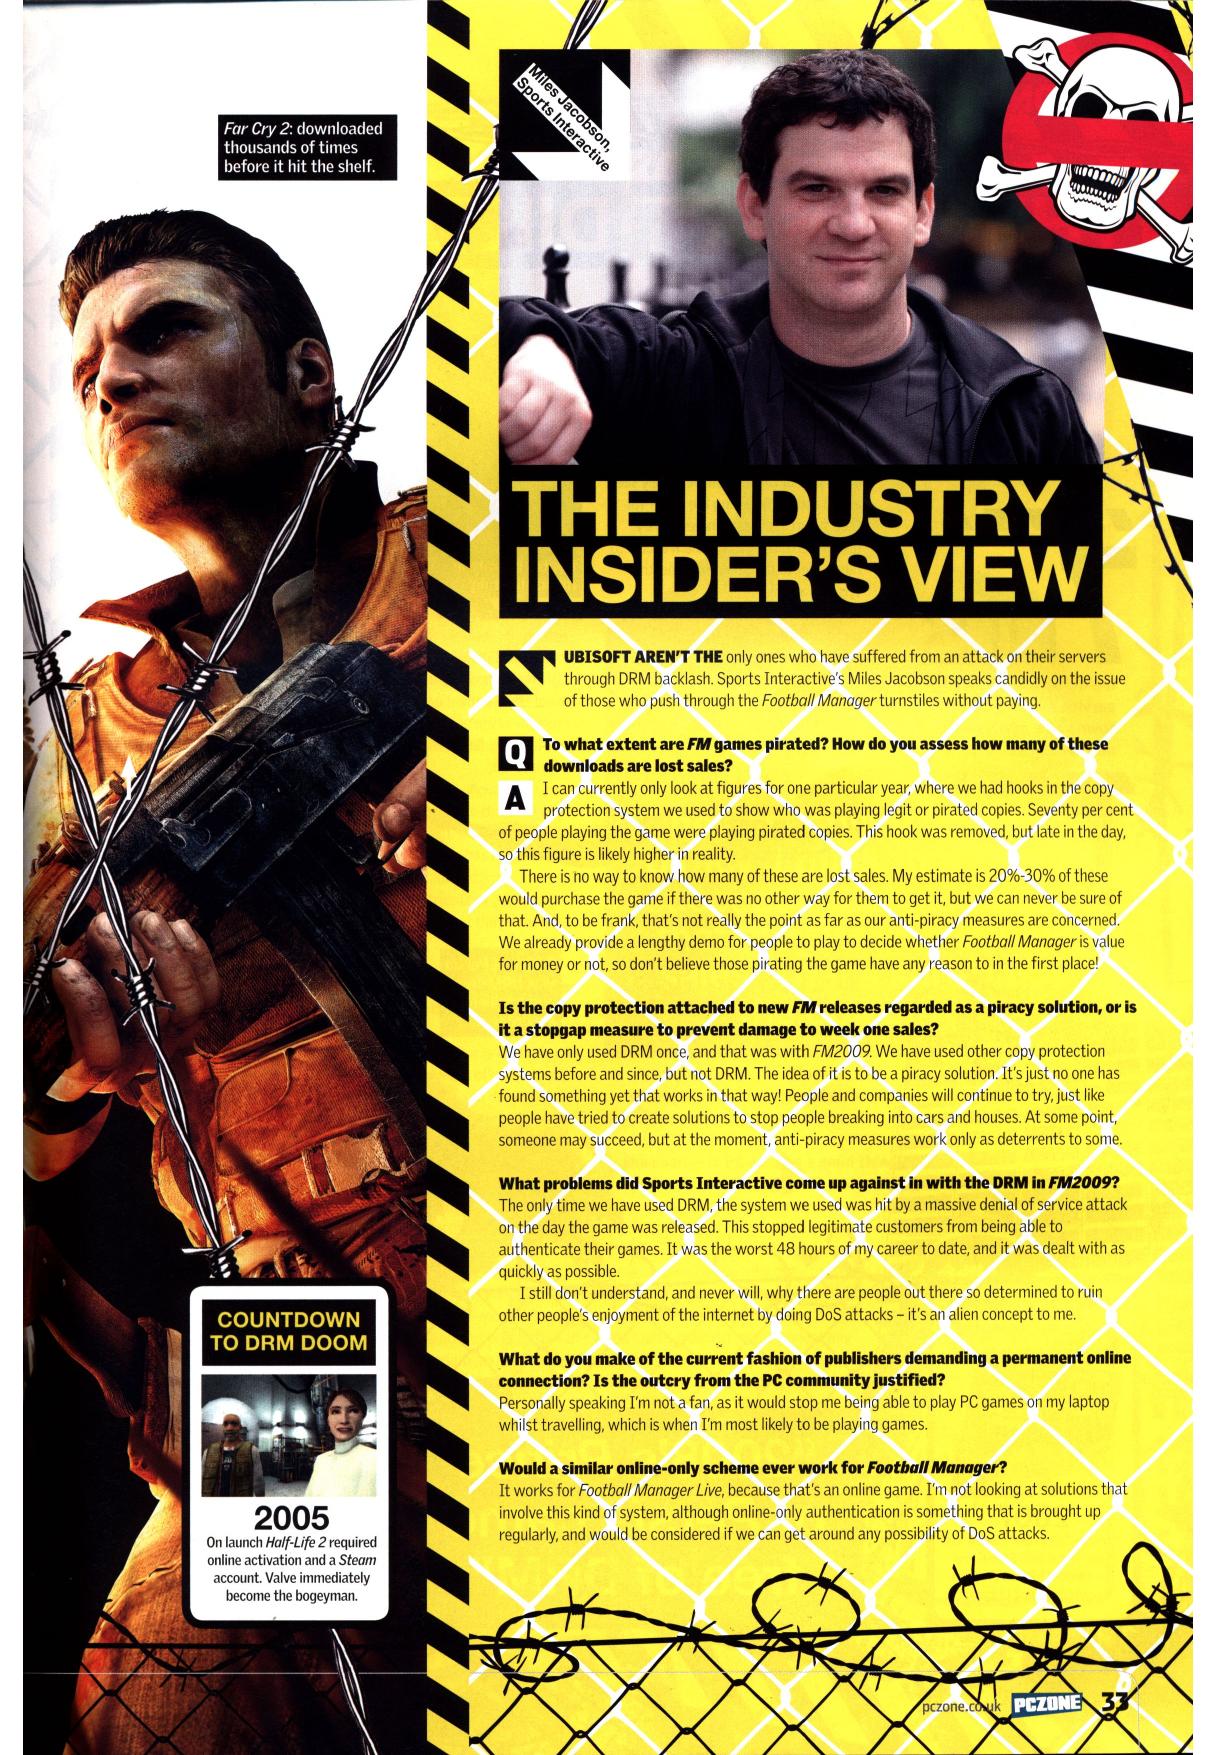 Far Cry 2: downloaded
thousands of times
before it hit the shelf.
Miles Jacobson,
Sports Interactive
THE INDUSTRY
INSIDER'S VIEW
UBISOFT AREN'T THE only ones who have suffered from an attack on their servers
through DRM backlash. Sports Interactive's Miles Jacobson speaks candidly on the issue
of those who push through the Football Manager turnstiles without paying.
Q To what extent are FM games pirated? How do you assess how many of these
downloads are lost sales?
A I can currently only look at figures for one particular year, where we had hooks in the copy
protection system we used to show who was playing legit or pirated copies. Seventy per cent
of people playing the game were playing pirated copies. This hook was removed, but late in the day,
so this figure is likely higher in reality.
There is no way to know how many of these are lost sales. My estimate is 20%-30% of these
would purchase the game if there was no other way for them to get it, but we can never be sure of
that. And, to be frank, that's not really the point as far as our anti-piracy measures are concerned.
We already provide a lengthy demo for people to play to decide whether Football Manager is value
for money or not, so don't believe those pirating the game have any reason to in the first place!
Is the copy protection attached to new FM releases regarded as a piracy solution, or is
it a stopgap measure to prevent damage to week one sales?
We have only used DRM once, and that was with FM2009. We have used other copy protection
systems before and since, but not DRM. The idea of it is to be a piracy solution. It's just no one has
found something yet that works in that way! People and companies will continue to try, just like
people have tried to create solutions to stop people breaking into cars and houses. At some point,
someone may succeed, but at the moment, anti-piracy measures work only as deterrents to some.
What problems did Sports Interactive come up against in with the DRM in FM2009?
The only time we have used DRM, the system we used was hit by a massive denial of service attack
on the day the game was released. This stopped legitimate customers from being able to
authenticate their games. It was the worst 48 hours of my career to date, and it was dealt with as
quickly as possible.
I still don't understand, and never will, why there are people out there so determined to ruin
other people's enjoyment of the internet by doing DoS attacks – it's an alien concept to me.
What do you make of the current fashion of publishers demanding a permanent online
connection? Is the outcry from the PC community justified?
Personally speaking I'm not a fan, as it would stop me being able to play PC games on my laptop
whilst travelling, which is when I'm most likely to be playing games.
Would a similar online-only scheme ever work for Football Manager?
It works for Football Manager Live, because that's an online game. I'm not looking at solutions that
involve this kind of system, although online-only authentication is something that is brought up
regularly, and would be considered if we can get around any possibility of DoS attacks.
COUNTDOWN
TO DRM DOOM
2005
On launch Half-Life 2 required
online activation and a Steam
account. Valve immediately
become the bogeyman.
pczone.co.uk PCZONE 33